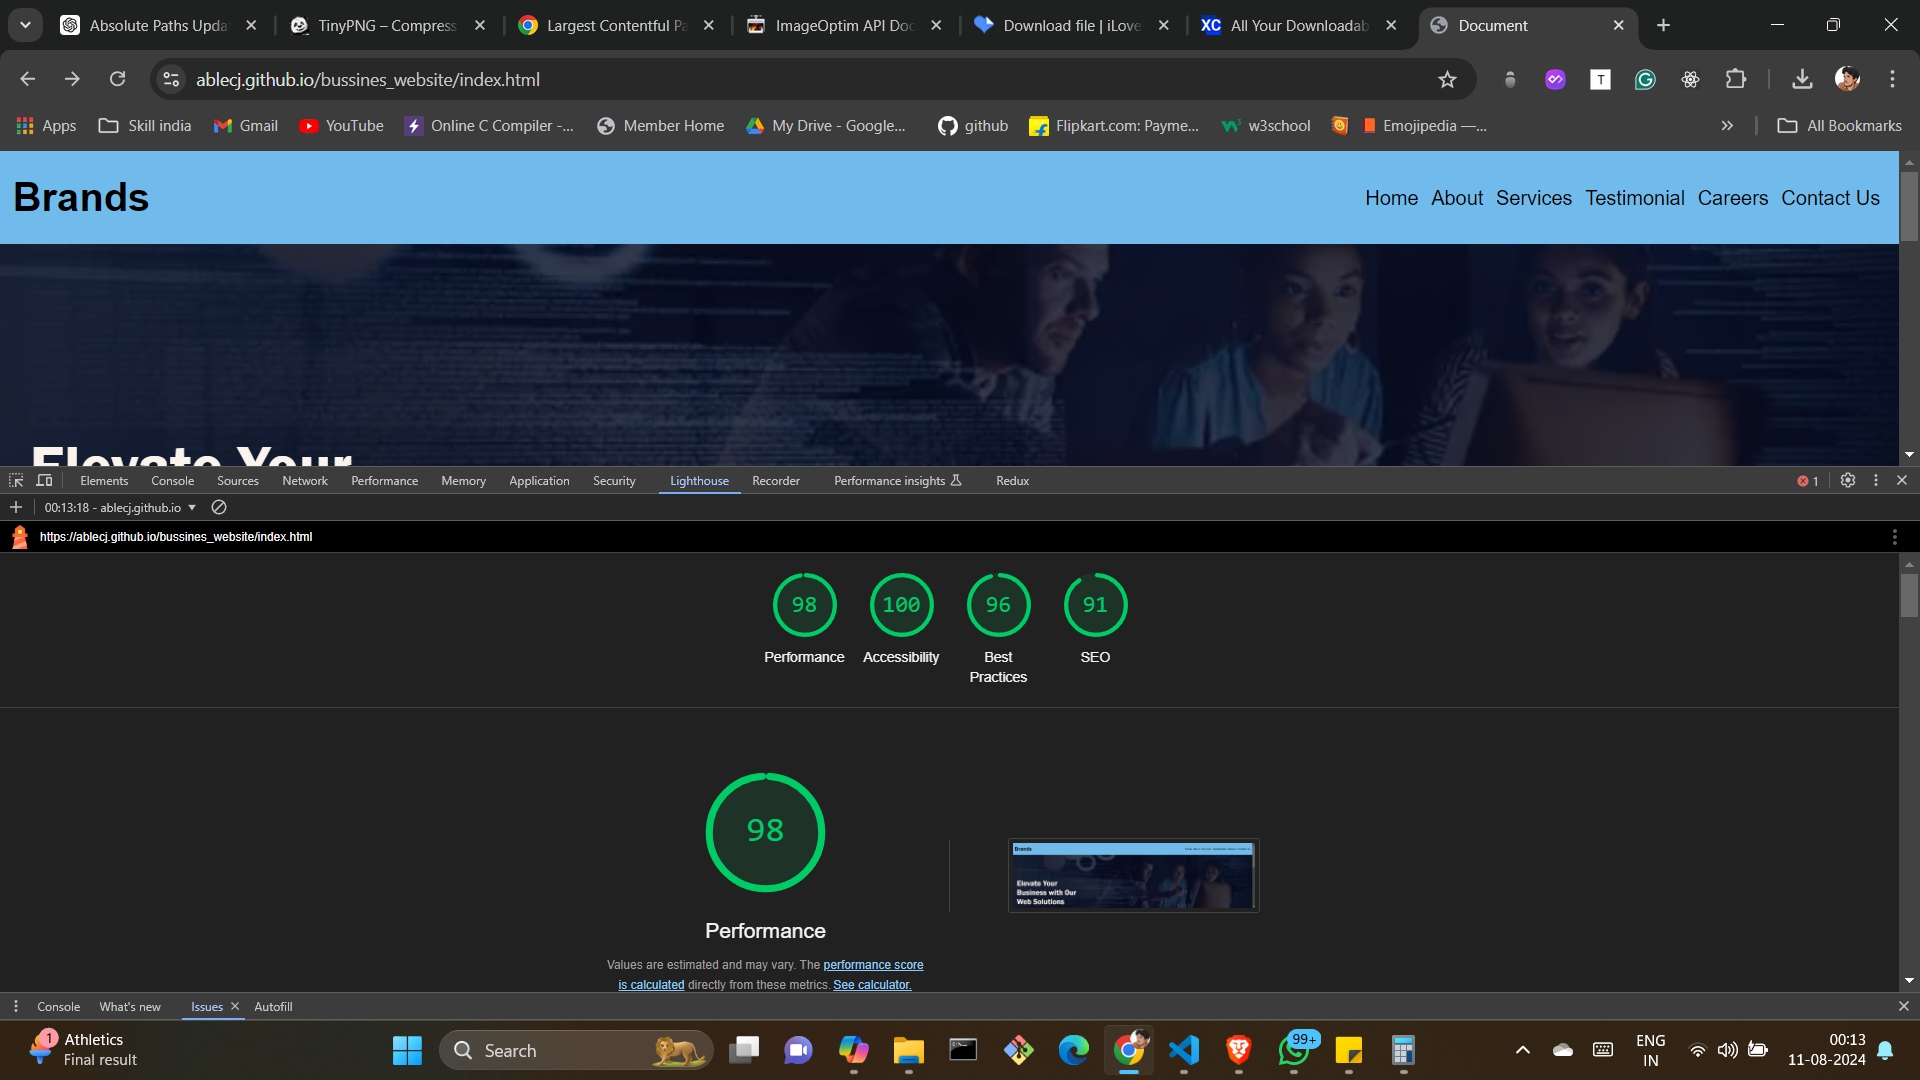 Absolute Paths Upda
TinyPNG – Compress
Largest Contentful Pa
ImageOptim API Doc
Download file | iLove
XC All Your Downloadab
Document
ablecj.github.io/bussines_website/index.html
T
Apps
Skill india
Gmail
YouTube
Online C Compiler -...
Member Home
My Drive - Google...
github
Flipkart.com: Payme...
w3school
Emojipedia —...
All Bookmarks
Brands
Home About Services Testimonial Careers Contact Us
Elevate Your
Elements Console Sources Network Performance Memory Application Security Lighthouse Recorder Performance insights Redux
1
00:13:18 - ablecj.github.io
https://ablecj.github.io/bussines_website/index.html
98
100
96
91
Performance
Accessibility
Best
Practices
SEO
98
Performance
Values are estimated and may vary. The performance score
is calculated directly from these metrics. See calculator.
Brands
Elevate Your
Business with Our
Web Solutions
Console What's new Issues Autofill
1
Athletics
Final result
Search
99+
ENG
IN
00:13
11-08-2024